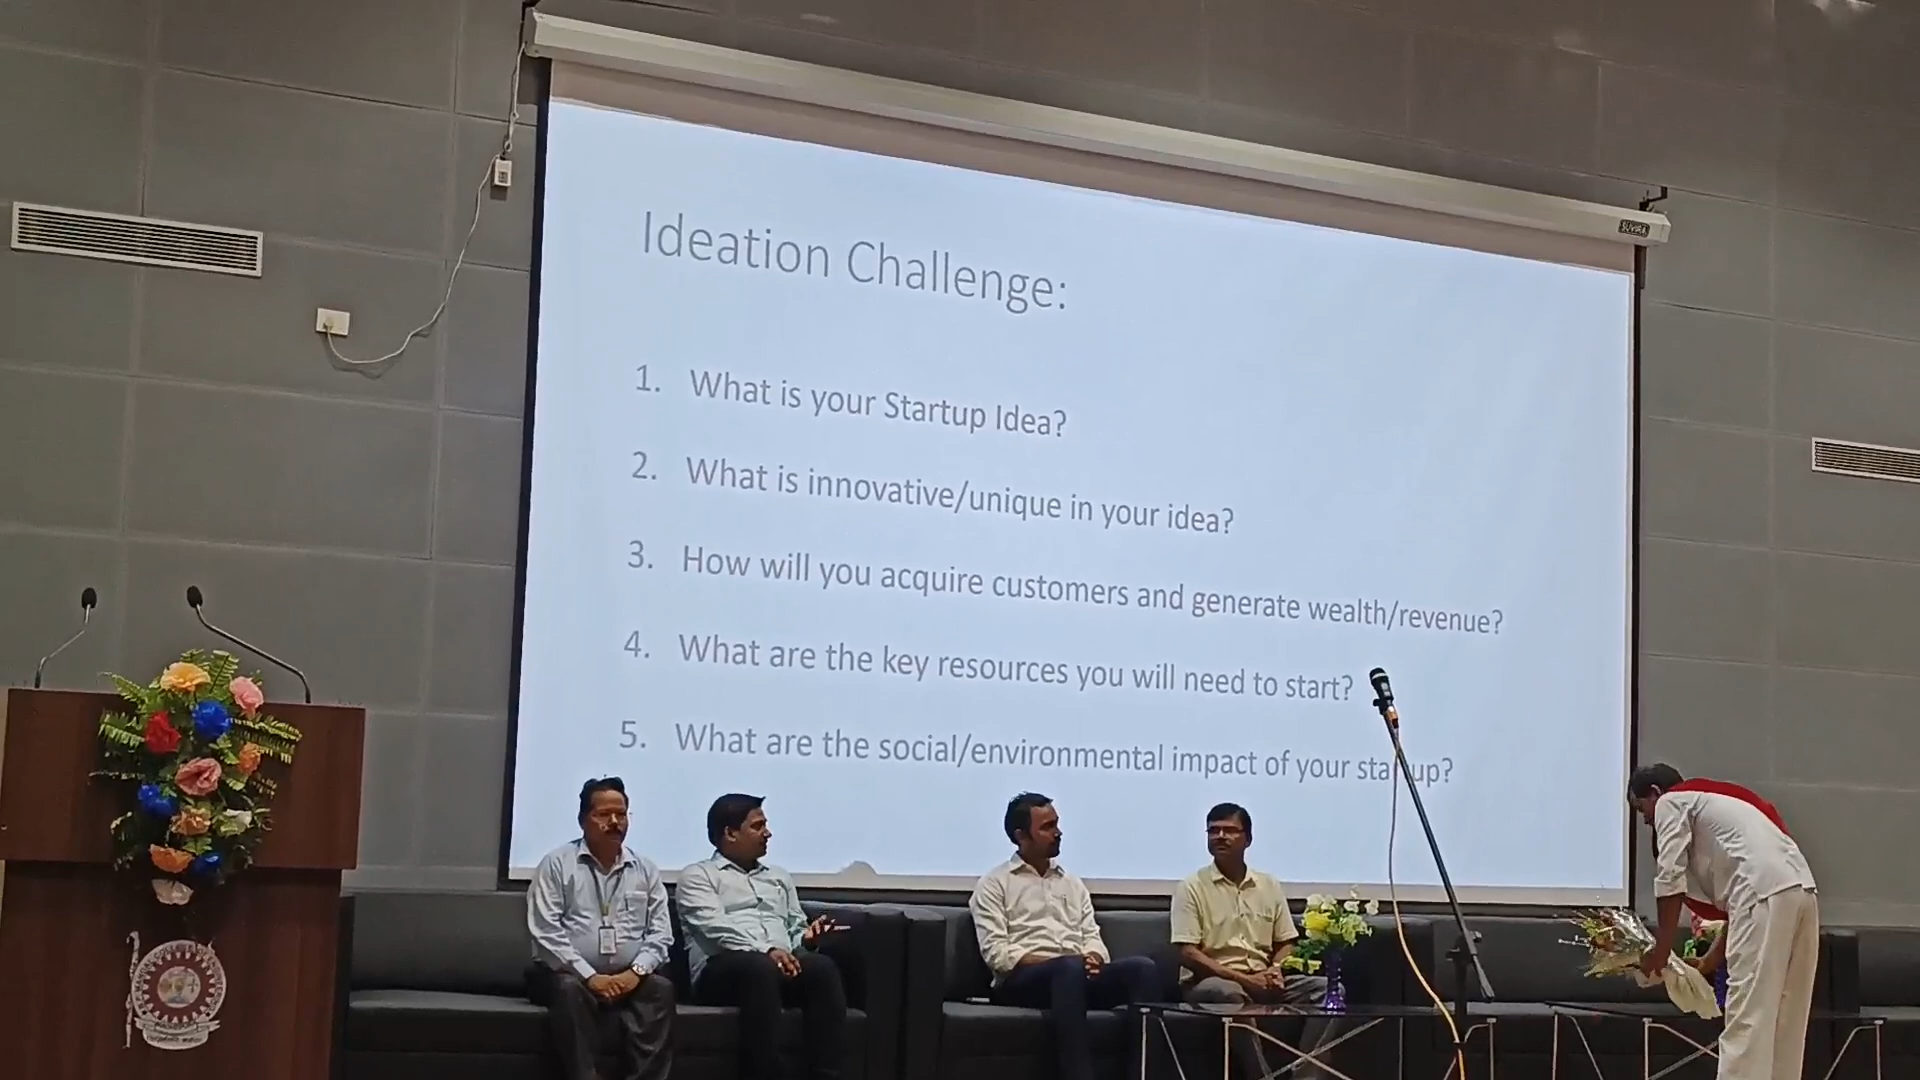 SUVIRA
Ideation Challenge:
1. What is your Startup Idea?
2. What is innovative/unique in your idea?
3. How will you acquire customers and generate wealth/revenue?
4. What are the key resources you will need to start?
5. What are the social/environmental impact of your startup?